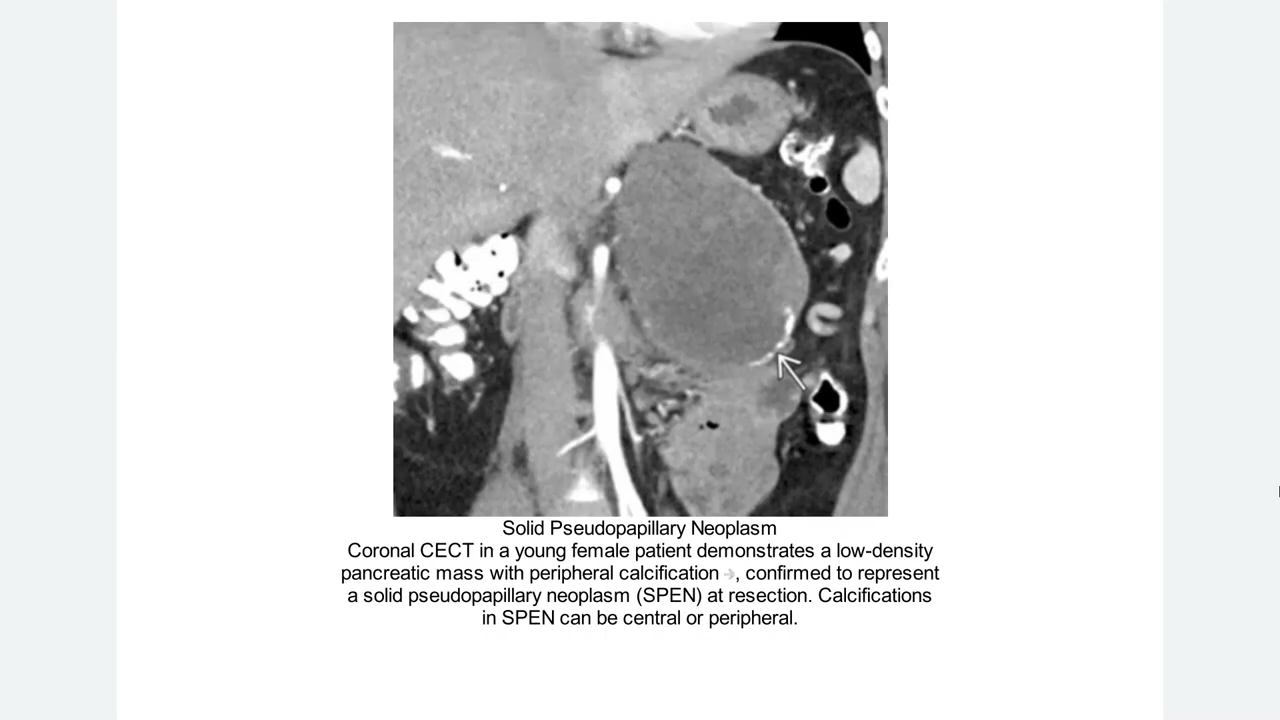 Solid Pseudopapillary Neoplasm
Coronal CECT in a young female patient demonstrates a low-density
pancreatic mass with peripheral calcification ➔, confirmed to represent
a solid pseudopapillary neoplasm (SPEN) at resection. Calcifications
in SPEN can be central or peripheral.